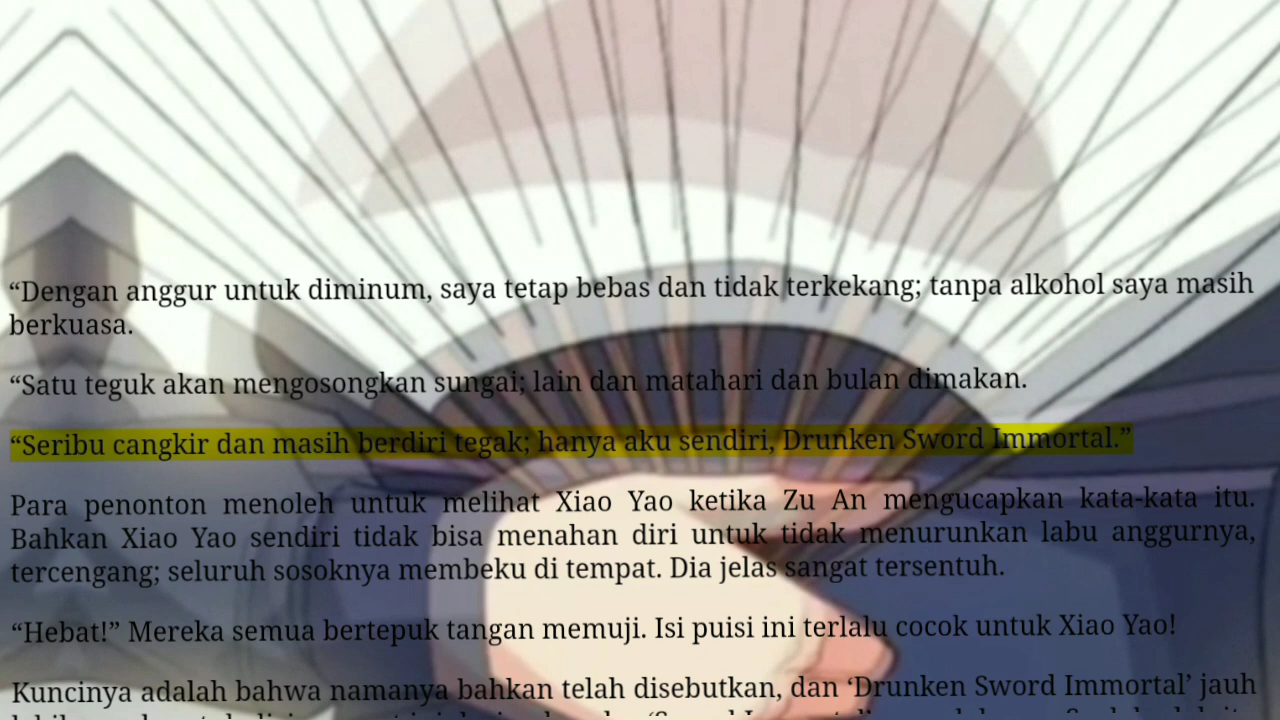 “Dengan anggur untuk diminum, saya tetap bebas dan tidak terkekang; tanpa alkohol saya masih
berkuasa.
“Satu teguk akan mengosongkan sungai; lain dan matahari dan bulan dimakan.
“Seribu cangkir dan masih berdiri tegak; hanya aku sendiri, Drunken Sword Immortal.”
Para penonton menoleh untuk melihat Xiao Yao ketika Zu An mengucapkan kata-kata itu.
Bahkan Xiao Yao sendiri tidak bisa menahan diri untuk tidak menurunkan labu anggurnya,
tercengang; seluruh sosoknya membeku di tempat. Dia jelas sangat tersentuh.
“Hebat!” Mereka semua bertepuk tangan memuji. Isi puisi ini terlalu cocok untuk Xiao Yao!
Kuncinya adalah bahwa namanya bahkan telah disebutkan, dan ‘Drunken Sword Immortal’ jauh